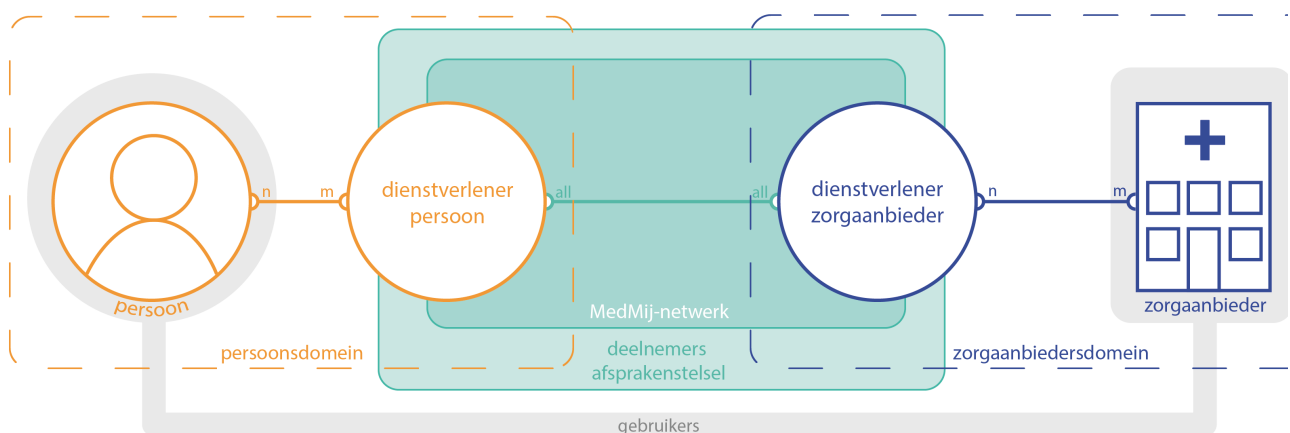 n
m
dienstverlener
persoon
all
all
dienstverlener
zorgaanbieder
n
m
persoon
MedMij-netwerk
zorgaanbieder
persoonsdomein
deelnemers
afsprakenstelsel
zorgaanbiedersdomein
gebruikers